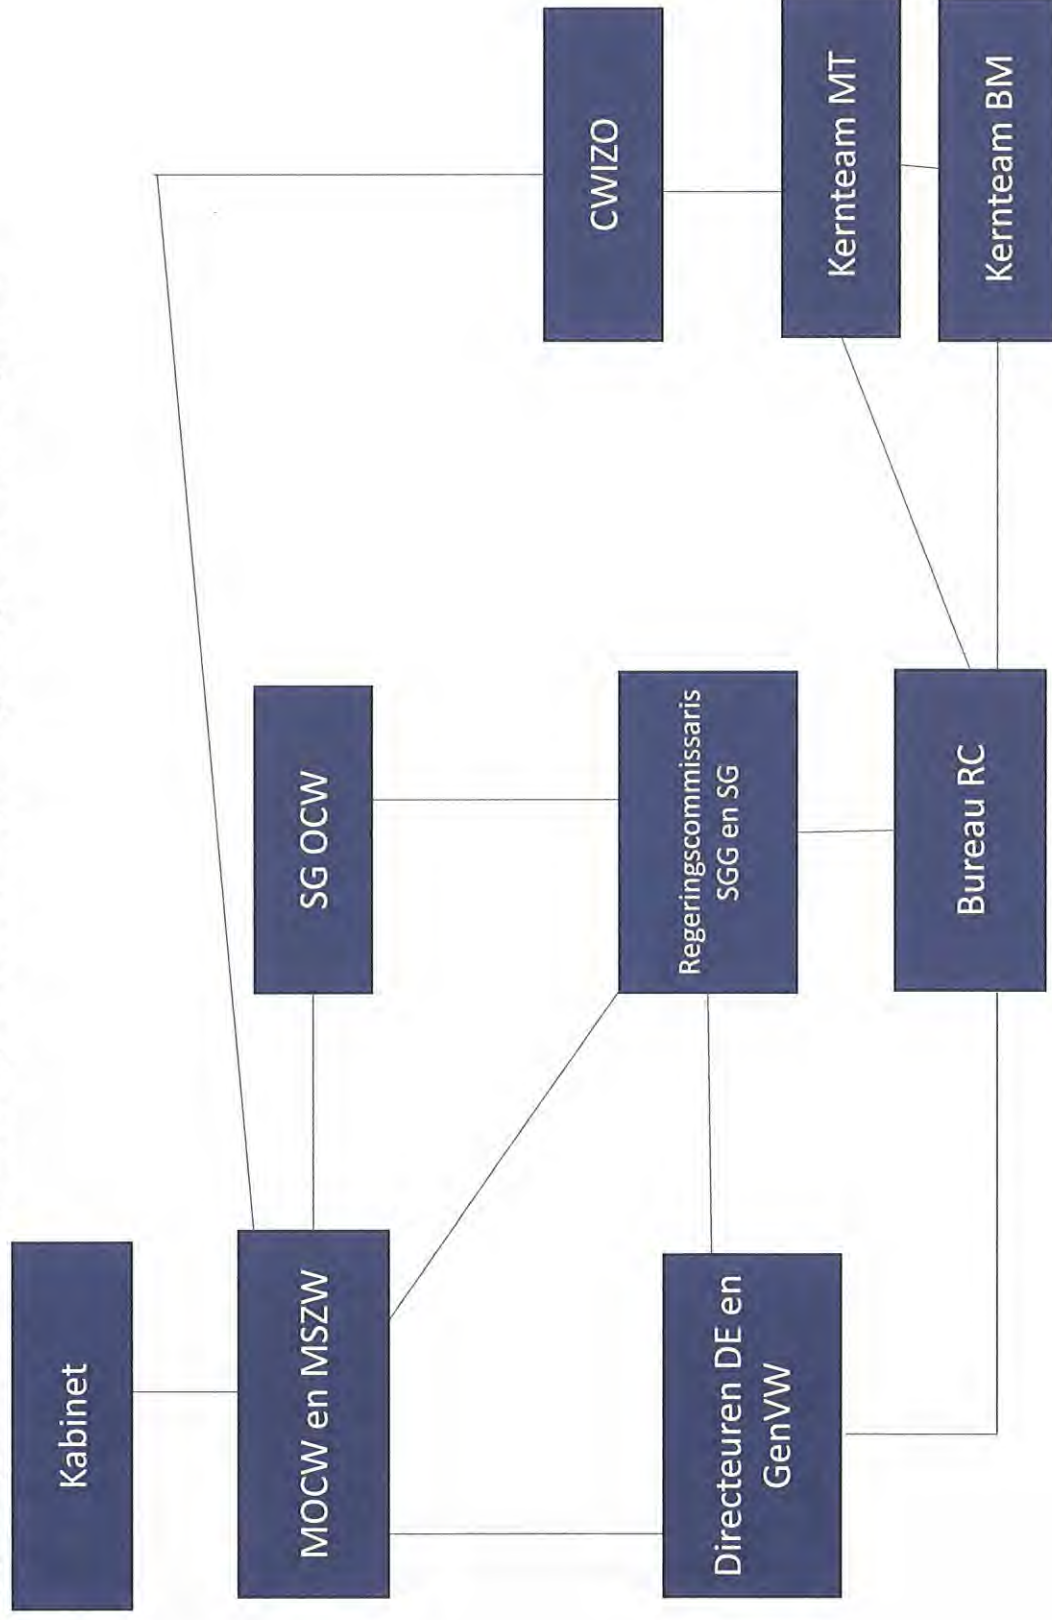 Kabinet
MOCW en MSZW
SG OCW
CWIZO
Directeuren DE en
GenVW
Regeringscommissaris
SGG en SG
Kernteam MT
Bureau RC
Kernteam BM